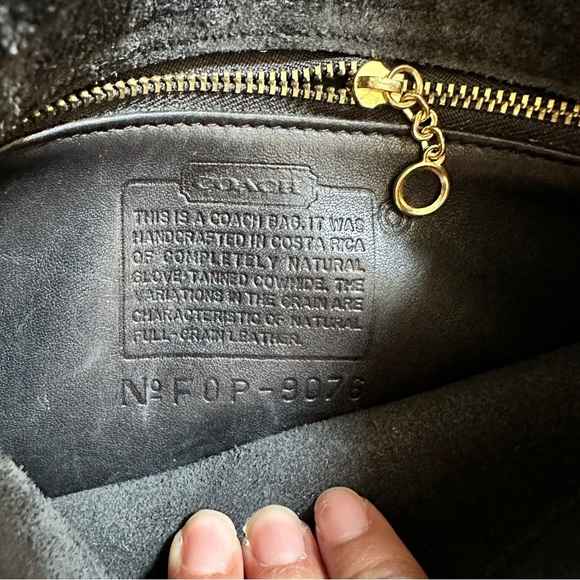 COACH
THIS IS A COACH BAG. IT WAS
HANDCRAFTED IN COSTA RICA
OF COMPLETELY NATURAL
GLOVE-TANNED COWHIDE. THE
VARIATIONS IN THE GRAIN ARE
CHARACTERISTIC OF NATURAL
FULL-GRAIN LEATHER.
Nº F0P-9076